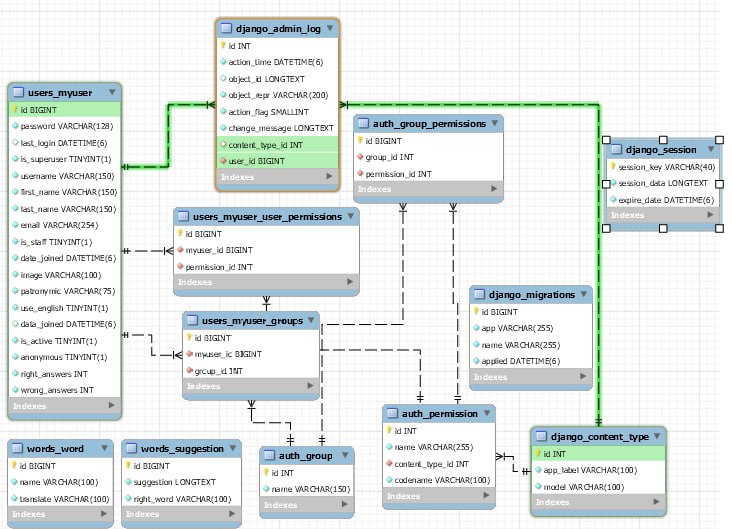 django_admin_log
id INT
action_time DATETIME(6)
object_id LONGTEXT
object_repr VARCHAR(200)
action_flag SMALLINT
change_message LONGTEXT
content_type_id INT
user_id BIGINT
Indexes
users_myuser
id BIGINT
password VARCHAR(128)
last_login DATETIME(6)
is_superuser TINYINT(1)
username VARCHAR(150)
first_name VARCHAR(150)
last_name VARCHAR(150)
email VARCHAR(254)
is_staff TINYINT(1)
date_joined DATETIME(6)
image VARCHAR(100)
patronymic VARCHAR(75)
use_english TINYINT(1)
data_joined DATETIME(6)
is_active TINYINT(1)
anonymous TINYINT(1)
right_answers INT
wrong_answers INT
Indexes
auth_group_permissions
id BIGINT
group_id INT
permission_id INT
Indexes
django_session
session_key VARCHAR(40)
session_data LONGTEXT
expire_date DATETIME(6)
Indexes
users_myuser_user_permissions
id BIGINT
myuser_id BIGINT
permission_id INT
Indexes
django_migrations
id BIGINT
app VARCHAR(255)
name VARCHAR(255)
applied DATETIME(6)
Indexes
users_myuser_groups
id BIGINT
myuser_id BIGINT
group_id INT
Indexes
auth_permission
id INT
name VARCHAR(255)
content_type_id INT
codename VARCHAR(100)
Indexes
django_content_type
id INT
app_label VARCHAR(100)
model VARCHAR(100)
Indexes
words_word
id BIGINT
name VARCHAR(100)
translate VARCHAR(100)
Indexes
words_suggestion
id BIGINT
suggestion LONGTEXT
right_word VARCHAR(100)
Indexes
auth_group
id INT
name VARCHAR(150)
Indexes